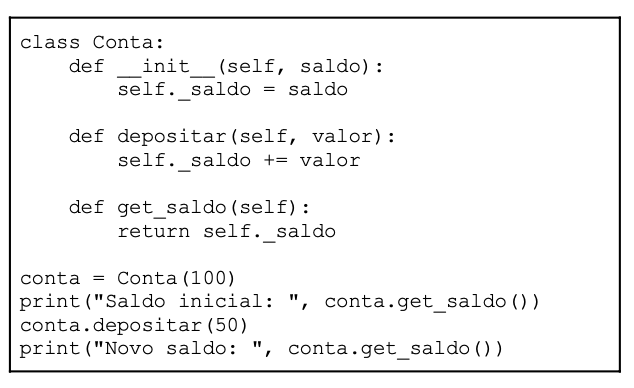 class Conta:
    def __init__(self, saldo):
        self._saldo = saldo

    def depositar(self, valor):
        self._saldo += valor

    def get_saldo(self):
        return self._saldo

conta = Conta(100)
print("Saldo inicial: ", conta.get_saldo())
conta.depositar(50)
print("Novo saldo: ", conta.get_saldo())